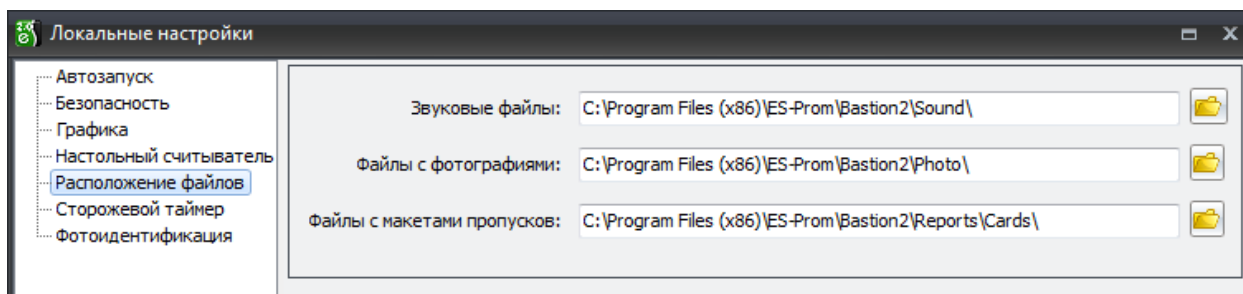 Локальные настройки
Автозапуск
Безопасность
Графика
Настольный считыватель
Расположение файлов
Сторожевой таймер
Фотоидентификация
Звуковые файлы: C:\Program Files (x86)\ES-Prom\Bastion2\Sound\
Файлы с фотографиями: C:\Program Files (x86)\ES-Prom\Bastion2\Photo\
Файлы с макетами пропусков: C:\Program Files (x86)\ES-Prom\Bastion2\Reports\Cards\